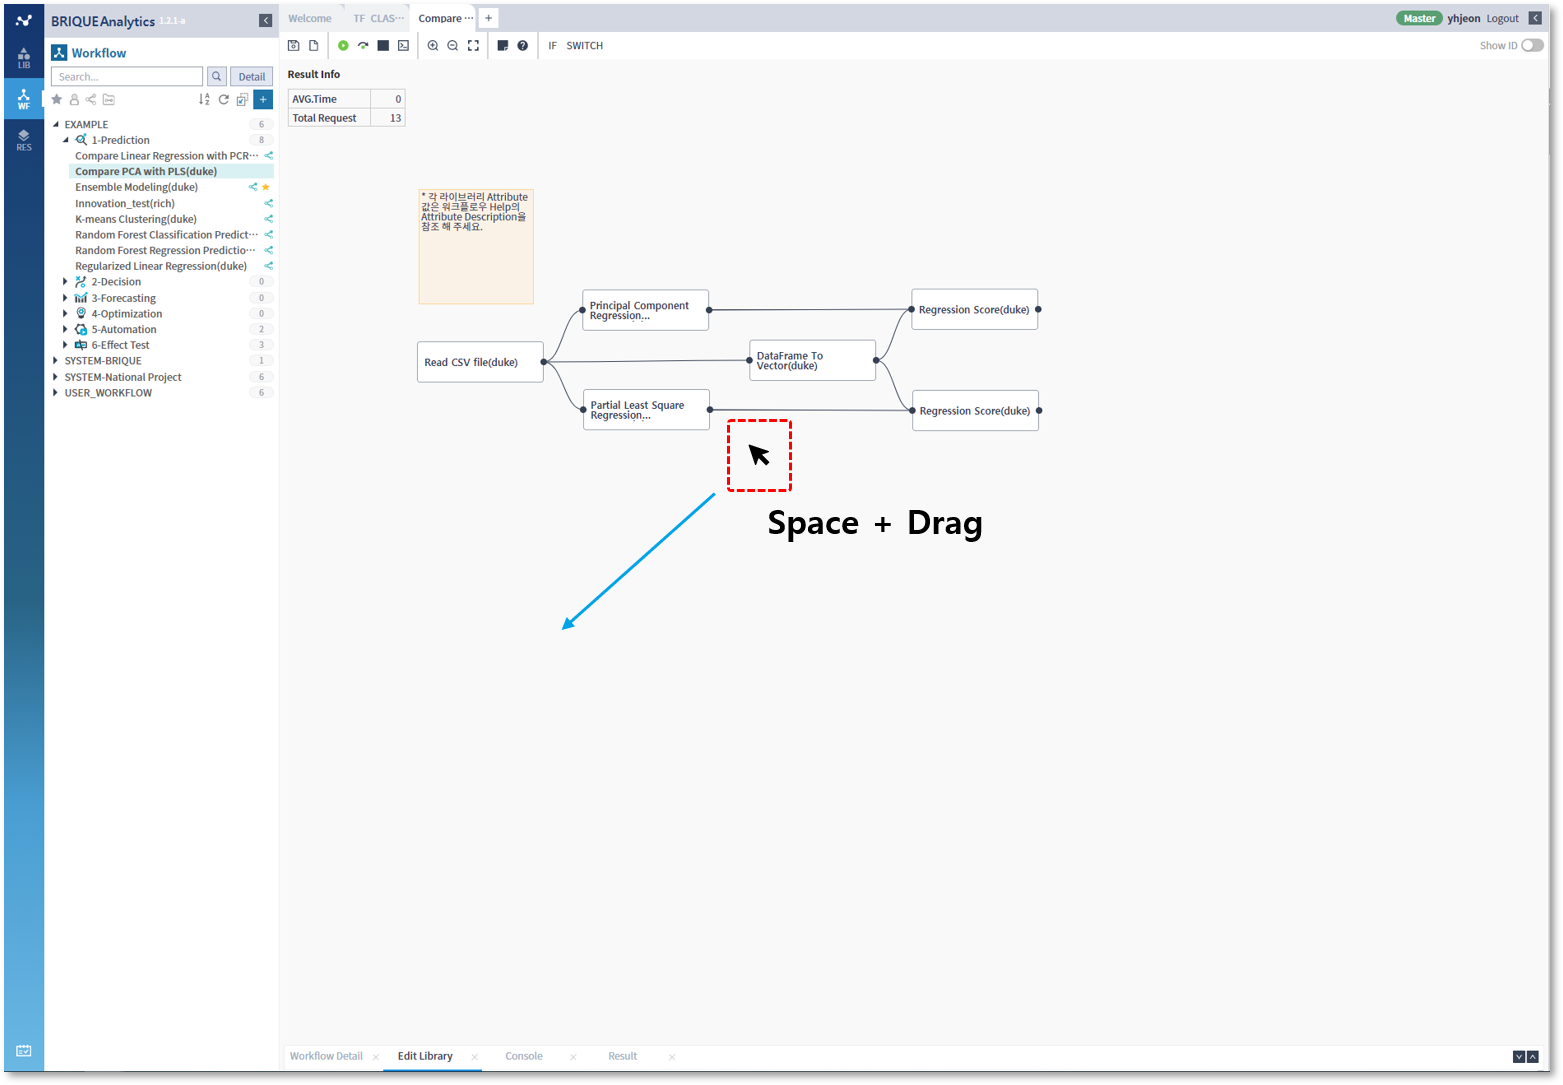 BRIQUEAnalytics 1.2.1-a
Welcome
TF CLAS···
Compare ···
+
Master yhjeon Logout
LIB
WF
RES
Workflow
Search...
Detail
+
IF SWITCH
Show ID
Result Info
AVG.Time 0
Total Request 13
EXAMPLE 6
1-Prediction 8
Compare Linear Regression with PCR···
Compare PCA with PLS(duke)
Ensemble Modeling(duke)
Innovation_test(rich)
K-means Clustering(duke)
Random Forest Classification Predict···
Random Forest Regression Predictio···
Regularized Linear Regression(duke)
2-Decision 0
3-Forecasting 0
4-Optimization 0
5-Automation 2
6-Effect Test 3
SYSTEM-BRIQUE 1
SYSTEM-National Project 6
USER_WORKFLOW 6
* 각 라이브러리 Attribute
값은 워크플로우 Help의
Attribute Description을
참조 해 주세요.
Principal Component
Regression...
Regression Score(duke)
Read CSV file(duke)
DataFrame To
Vector(duke)
Partial Least Square
Regression...
Regression Score(duke)
Space + Drag
Workflow Detail
Edit Library
Console
Result